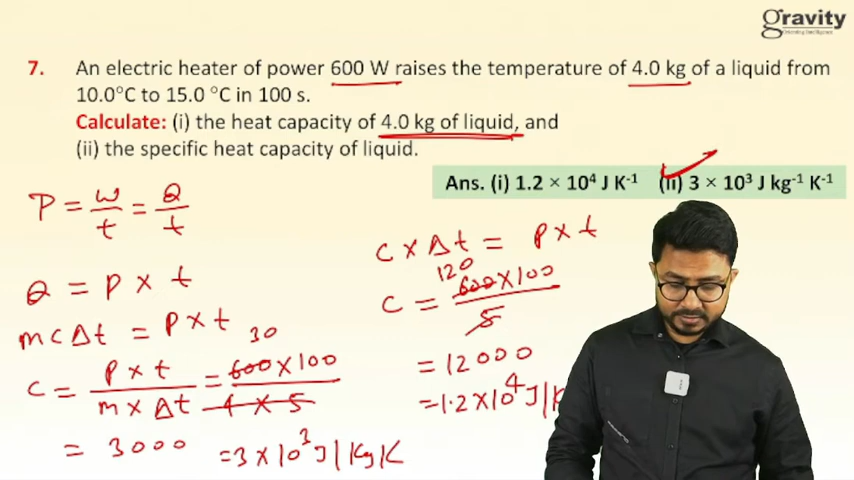 gravity
7. An electric heater of power 600 W raises the temperature of 4.0 kg of a liquid from
10.0°C to 15.0 °C in 100 s.
Calculate: (i) the heat capacity of 4.0 kg of liquid, and
(ii) the specific heat capacity of liquid.
Ans. (i) 1.2 × 10⁴ J K⁻¹ (ii) 3 × 10³ J kg⁻¹ K⁻¹
P = W/t = Q/t
Q = P × t
m c Δt = P × t
c = P × t / m × Δt = 600 × 100 / 4 × 5
30
= 3000 = 3 × 10³ J/kgK
c × Δt = P × t
120
c = 600 × 100 / 5
= 12000
= 1.2 × 10⁴ J/K